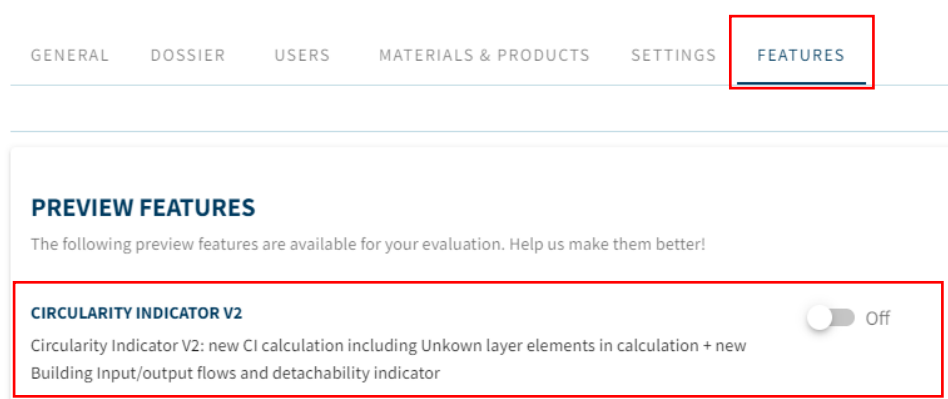 GENERAL DOSSIER USERS MATERIALS & PRODUCTS SETTINGS FEATURES
PREVIEW FEATURES
The following preview features are available for your evaluation. Help us make them better!
CIRCULARITY INDICATOR V2
Off
Circularity Indicator V2: new CI calculation including Unkown layer elements in calculation + new
Building Input/output flows and detachability indicator